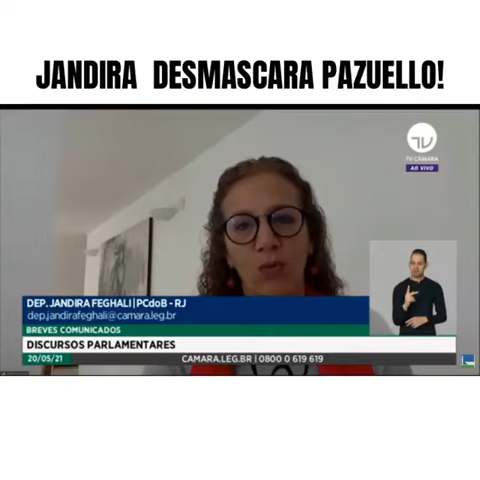 JANDIRA DESMASCARA PAZUELLO!
TV CÂMARA
AO VIVO
DEP. JANDIRA FEGHALI | PCdoB - RJ
dep.jandirafeghali@camara.leg.br
BREVES COMUNICADOS
DISCURSOS PARLAMENTARES
20/05/21 CAMARA.LEG.BR | 0800 0 619 619